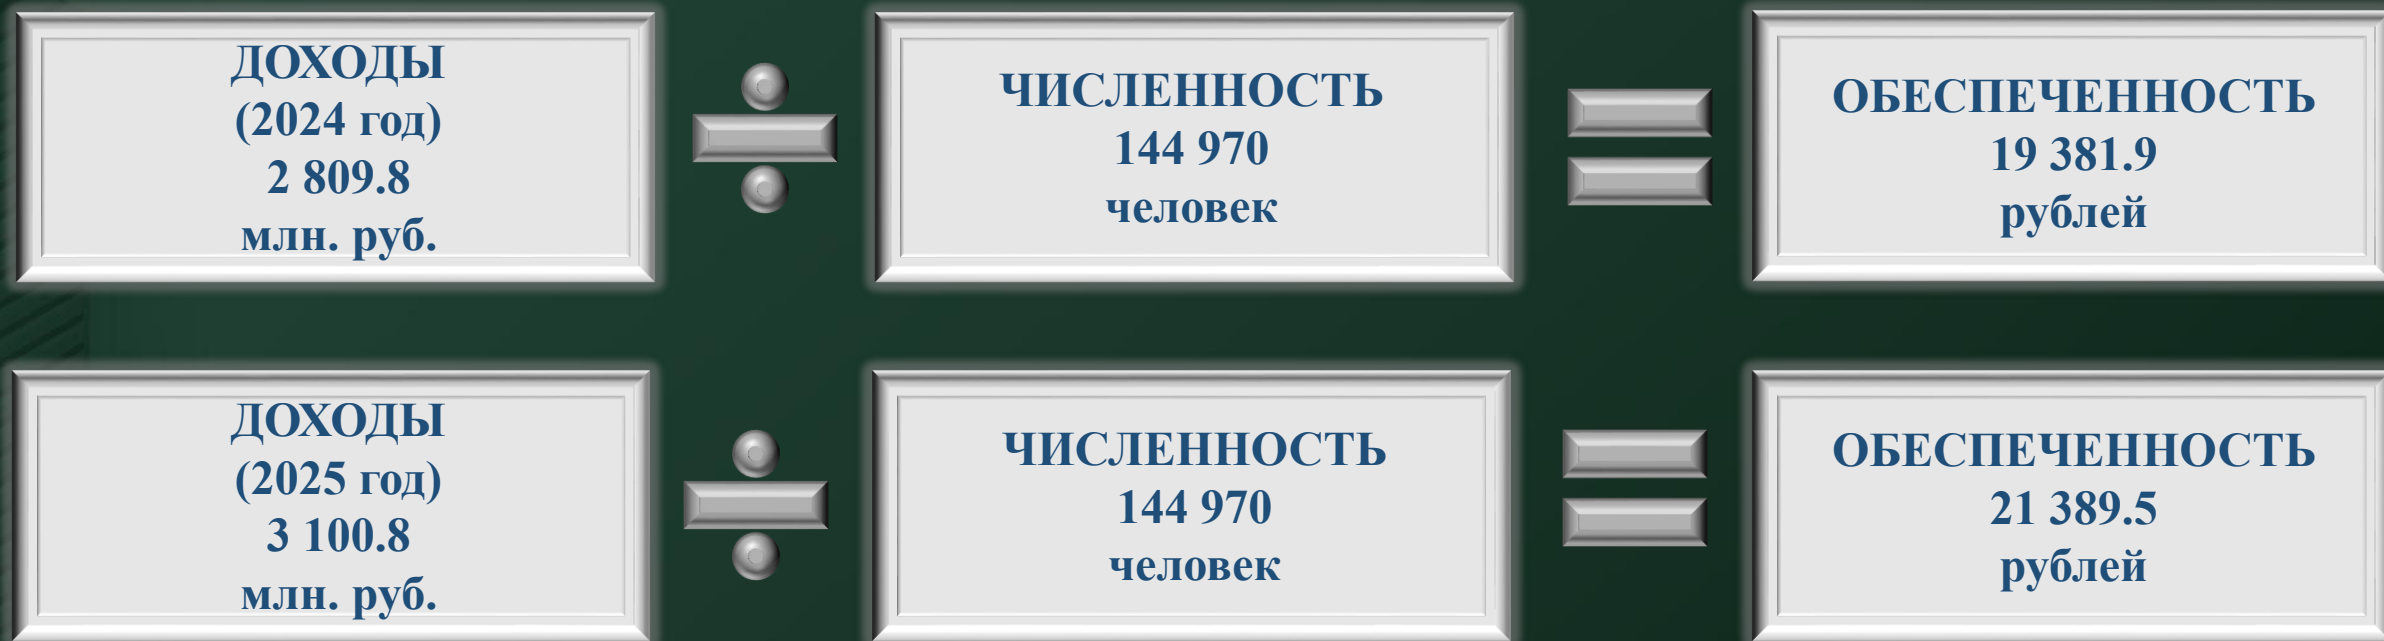 ДОХОДЫ
(2024 год)
2 809.8
млн. руб.
ЧИСЛЕННОСТЬ
144 970
человек
ОБЕСПЕЧЕННОСТЬ
19 381.9
рублей
ДОХОДЫ
(2025 год)
3 100.8
млн. руб.
ЧИСЛЕННОСТЬ
144 970
человек
ОБЕСПЕЧЕННОСТЬ
21 389.5
рублей